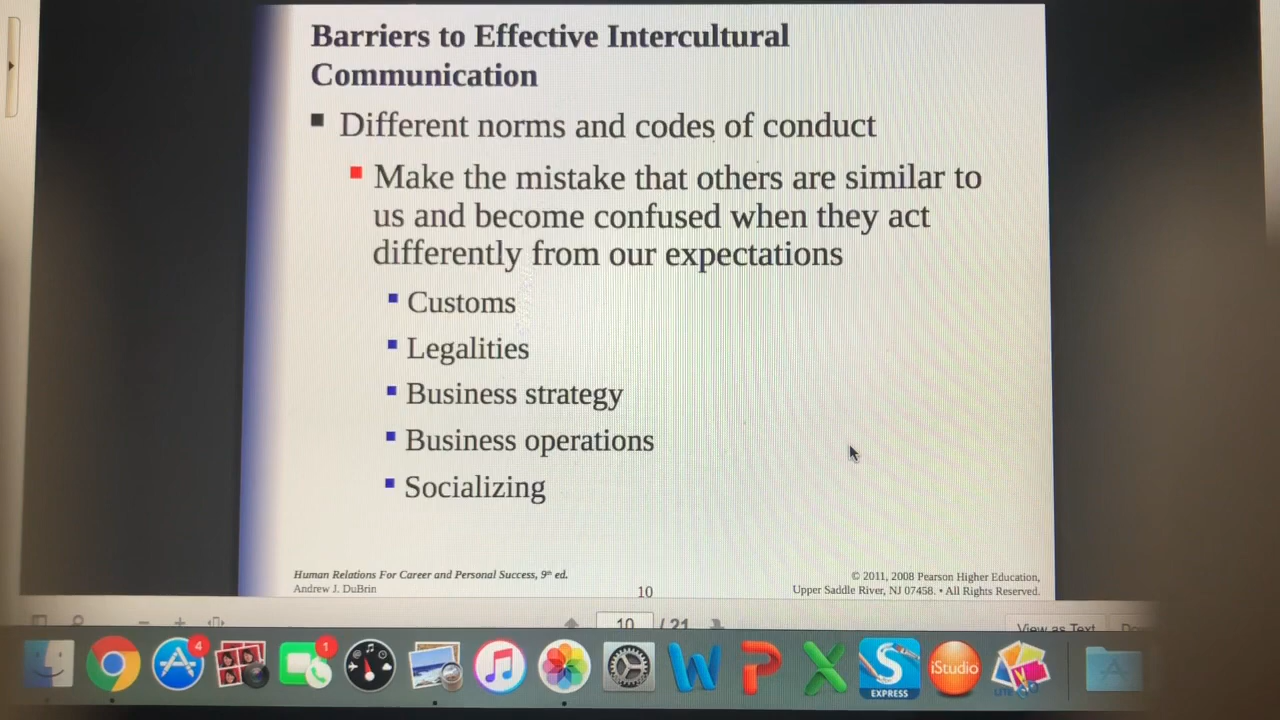 Barriers to Effective Intercultural
Communication
Different norms and codes of conduct
Make the mistake that others are similar to
us and become confused when they act
differently from our expectations
Customs
Legalities
Business strategy
Business operations
Socializing
Human Relations For Career and Personal Success, 9th ed.
Andrew J. DuBrin
10
© 2011, 2008 Pearson Higher Education,
Upper Saddle River, NJ 07458. • All Rights Reserved.
10 / 21
View as Text
4
1
EXPRESS
iStudio
LITE